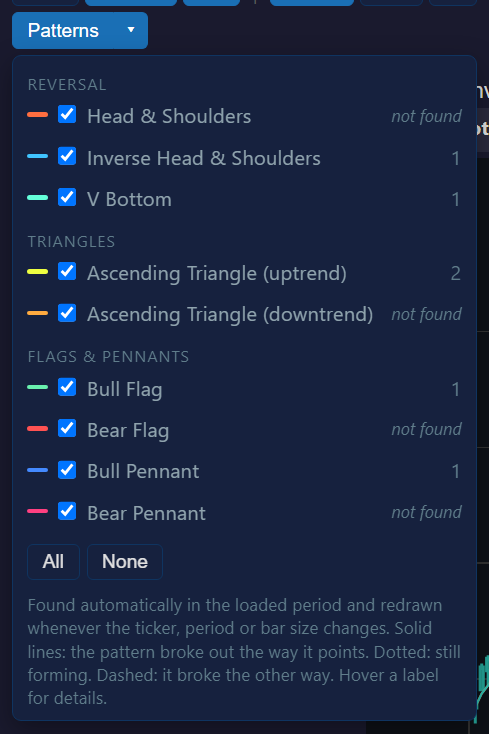 Patterns
REVERSAL
Head & Shoulders not found
Inverse Head & Shoulders 1
V Bottom 1
TRIANGLES
Ascending Triangle (uptrend) 2
Ascending Triangle (downtrend) not found
FLAGS & PENNANTS
Bull Flag 1
Bear Flag not found
Bull Pennant 1
Bear Pennant not found
All None
Found automatically in the loaded period and redrawn
whenever the ticker, period or bar size changes. Solid
lines: the pattern broke out the way it points. Dotted: still
forming. Dashed: it broke the other way. Hover a label
for details.